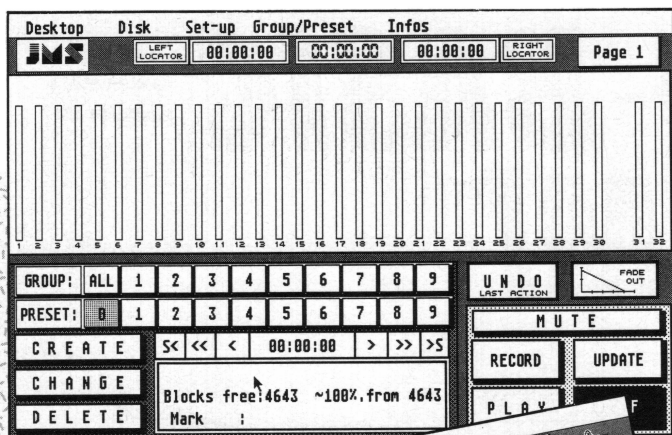 Desktop Disk Set-up Group/Preset Infos
JMS LEFT LOCATOR 00:00:00 00:00:00 00:00:00 RIGHT LOCATOR Page 1
1 2 3 4 5 6 7 8 9 10 11 12 13 14 15 16 17 18 19 20 21 22 23 24 25 26 27 28 29 30 31 32
GROUP: ALL 1 2 3 4 5 6 7 8 9
UNDO LAST ACTION FADE OUT
PRESET: 0 1 2 3 4 5 6 7 8 9
MUTE
CREATE S< << < 00:00:00 > >> >S
RECORD UPDATE
CHANGE
Blocks free:4643 ~100%,from 4643
DELETE Mark :
PLAY F